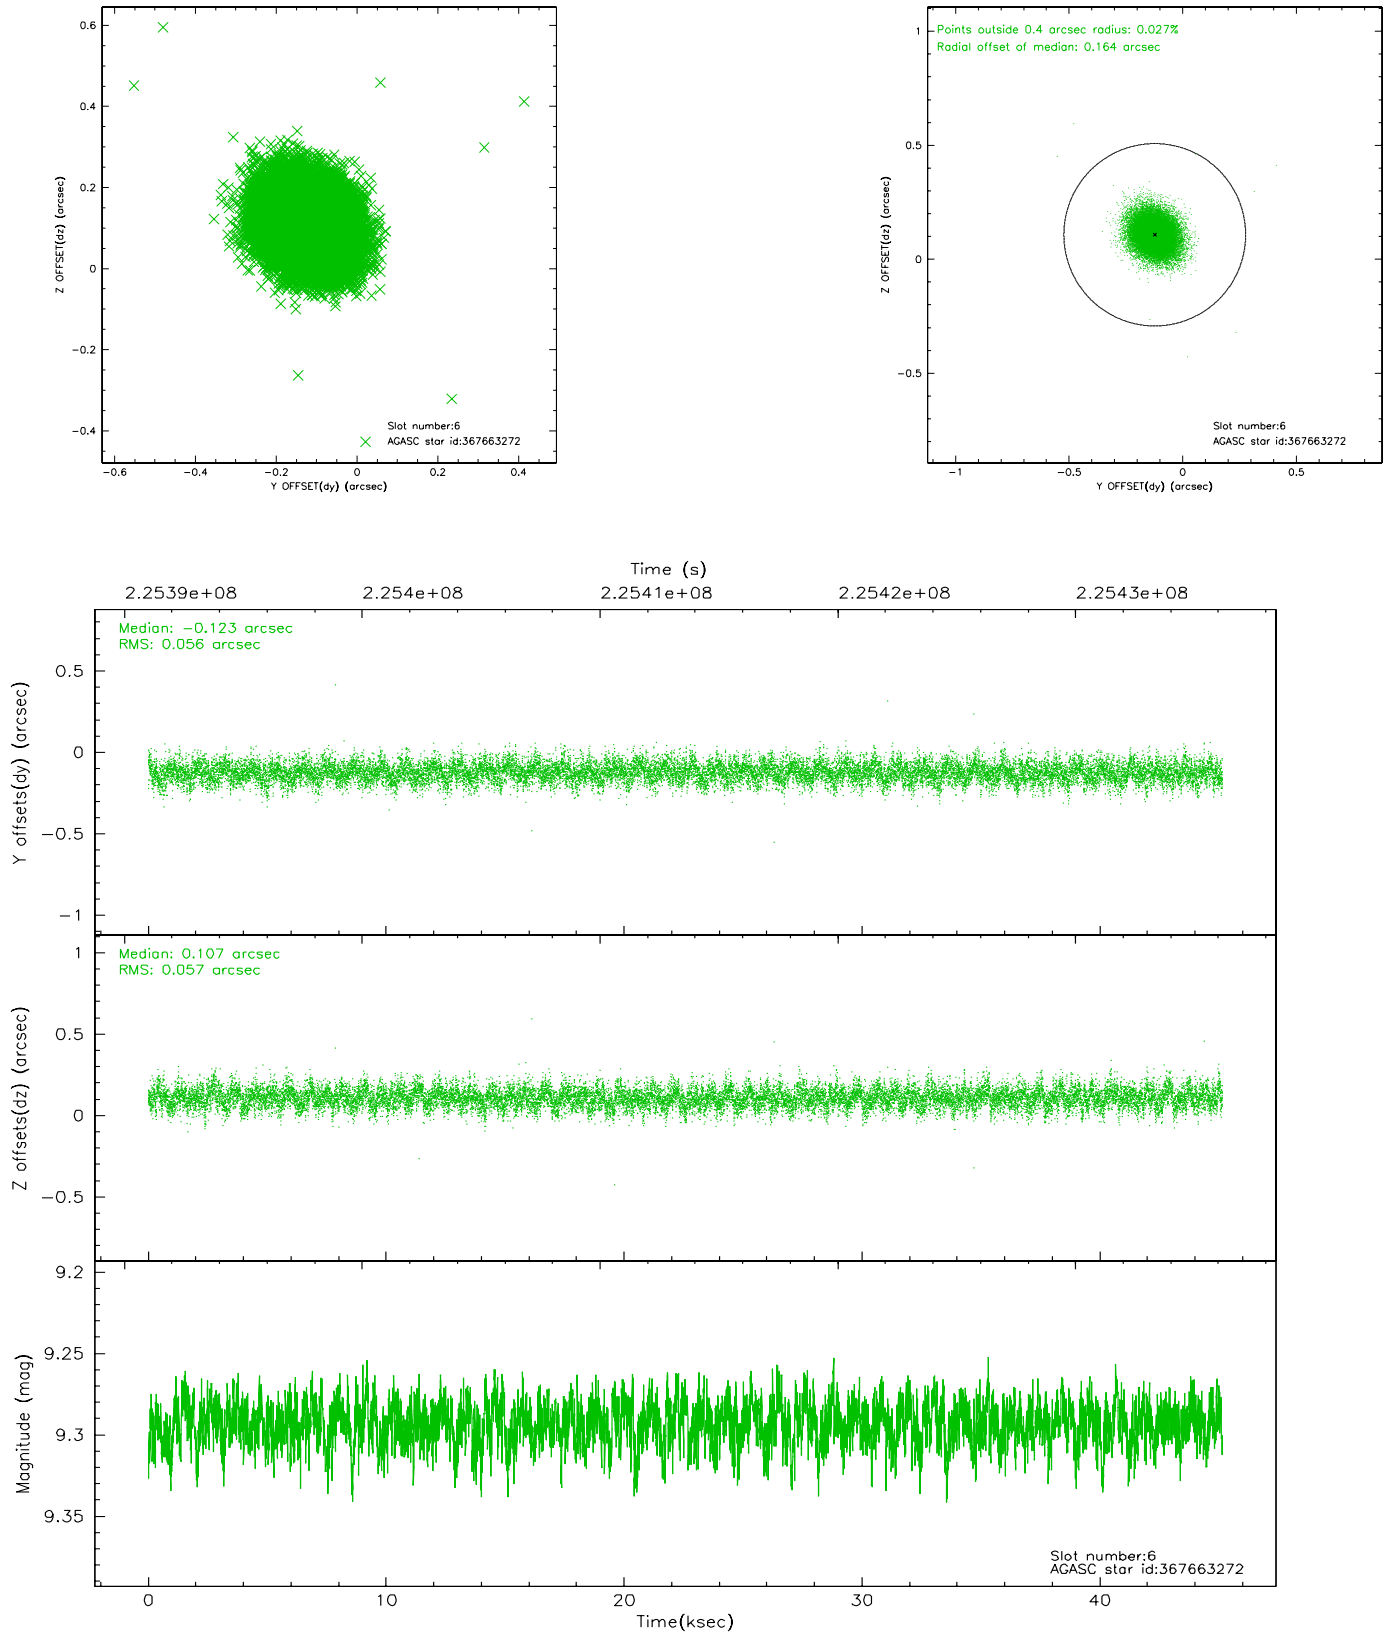 0.6
0.4
0.2
0
−0.2
−0.4
Z OFFSET(dz) (arcsec)
Slot number:6
AGASC star id:367663272
−0.6 −0.4 −0.2 0 0.2 0.4
Y OFFSET(dy) (arcsec)
Points outside 0.4 arcsec radius: 0.027%
Radial offset of median: 0.164 arcsec
1
0.5
0
−0.5
Z OFFSET(dz) (arcsec)
Slot number:6
AGASC star id:367663272
−1 −0.5 0 0.5
Y OFFSET(dy) (arcsec)
Time (s)
2.2539e+08 2.254e+08 2.2541e+08 2.2542e+08 2.2543e+08
Median: −0.123 arcsec
RMS: 0.056 arcsec
0.5
0
−0.5
−1
Y offsets(dy) (arcsec)
Median: 0.107 arcsec
RMS: 0.057 arcsec
1
0.5
0
−0.5
Z offsets(dz) (arcsec)
9.2
9.25
9.3
9.35
Magnitude (mag)
Slot number:6
AGASC star id:367663272
0 10 20 30 40
Time(ksec)